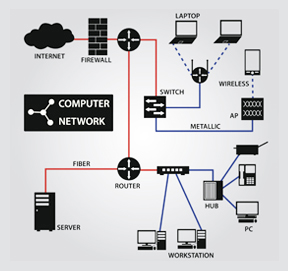 LAPTOP
INTERNET
FIREWALL
WIRELESS
SWITCH
COMPUTER
NETWORK
METALLIC
AP
FIBER
ROUTER
HUB
PC
SERVER
WORKSTATION